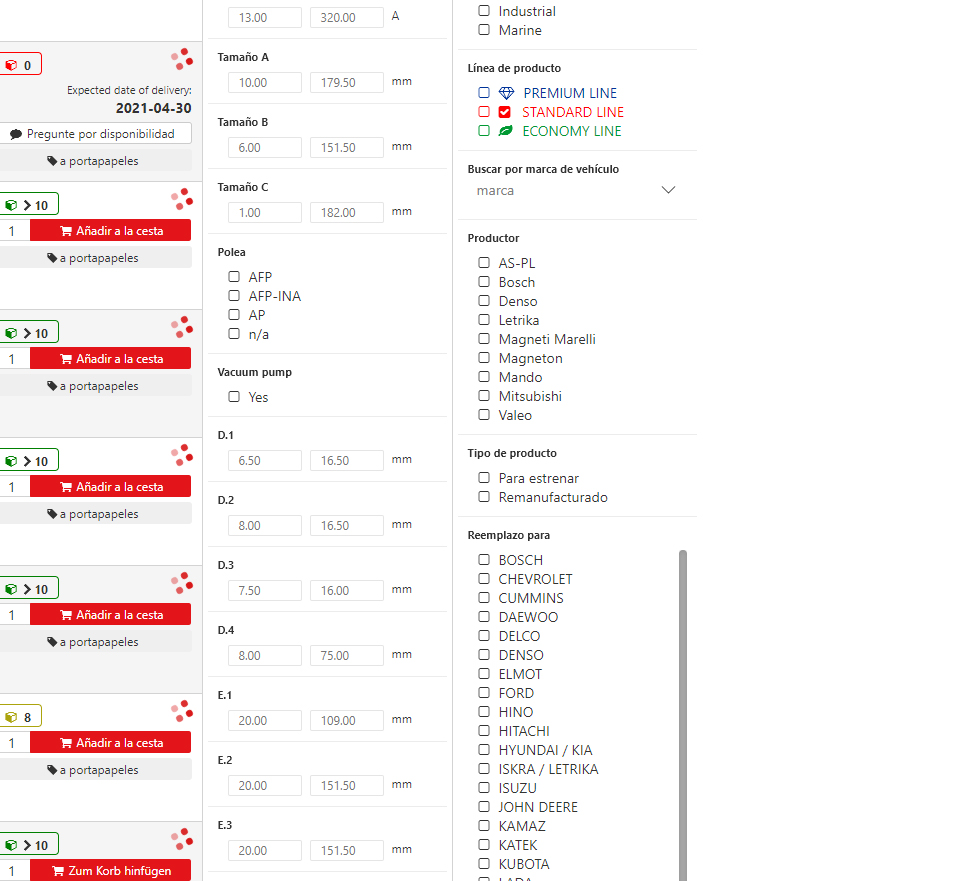 0
Expected date of delivery:
2021-04-30
Pregunte por disponibilidad
a portapapeles
> 10
1 Añadir a la cesta
a portapapeles
> 10
1 Añadir a la cesta
a portapapeles
> 10
1 Añadir a la cesta
a portapapeles
> 10
1 Añadir a la cesta
a portapapeles
8
1 Añadir a la cesta
a portapapeles
> 10
1 Zum Korb hinfügen
13.00 320.00 A
Tamaño A
10.00 179.50 mm
Tamaño B
6.00 151.50 mm
Tamaño C
1.00 182.00 mm
Polea
AFP
AFP-INA
AP
n/a
Vacuum pump
Yes
D.1
6.50 16.50 mm
D.2
8.00 16.50 mm
D.3
7.50 16.00 mm
D.4
8.00 75.00 mm
E.1
20.00 109.00 mm
E.2
20.00 151.50 mm
E.3
20.00 151.50 mm
Industrial
Marine
Línea de producto
PREMIUM LINE
STANDARD LINE
ECONOMY LINE
Buscar por marca de vehículo
marca
Productor
AS-PL
Bosch
Denso
Letrika
Magneti Marelli
Magneton
Mando
Mitsubishi
Valeo
Tipo de producto
Para estrenar
Remanufacturado
Reemplazo para
BOSCH
CHEVROLET
CUMMINS
DAEWOO
DELCO
DENSO
ELMOT
FORD
HINO
HITACHI
HYUNDAI / KIA
ISKRA / LETRIKA
ISUZU
JOHN DEERE
KAMAZ
KATEK
KUBOTA
LADA